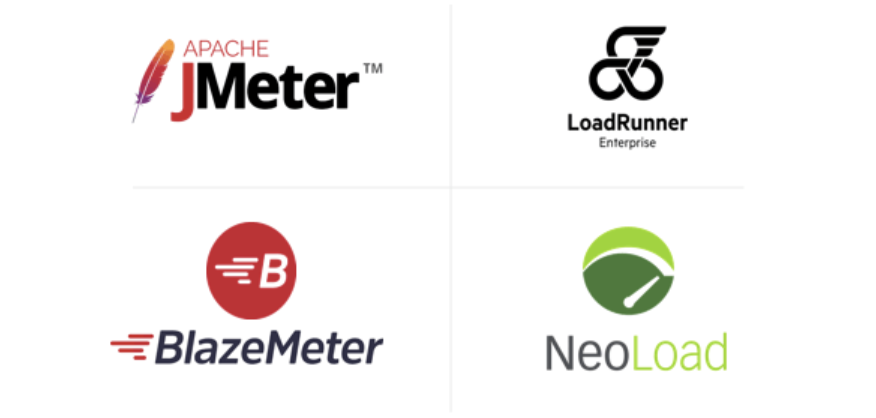 APACHE
JMeter™
LoadRunner
Enterprise
B
BlazeMeter
NeoLoad